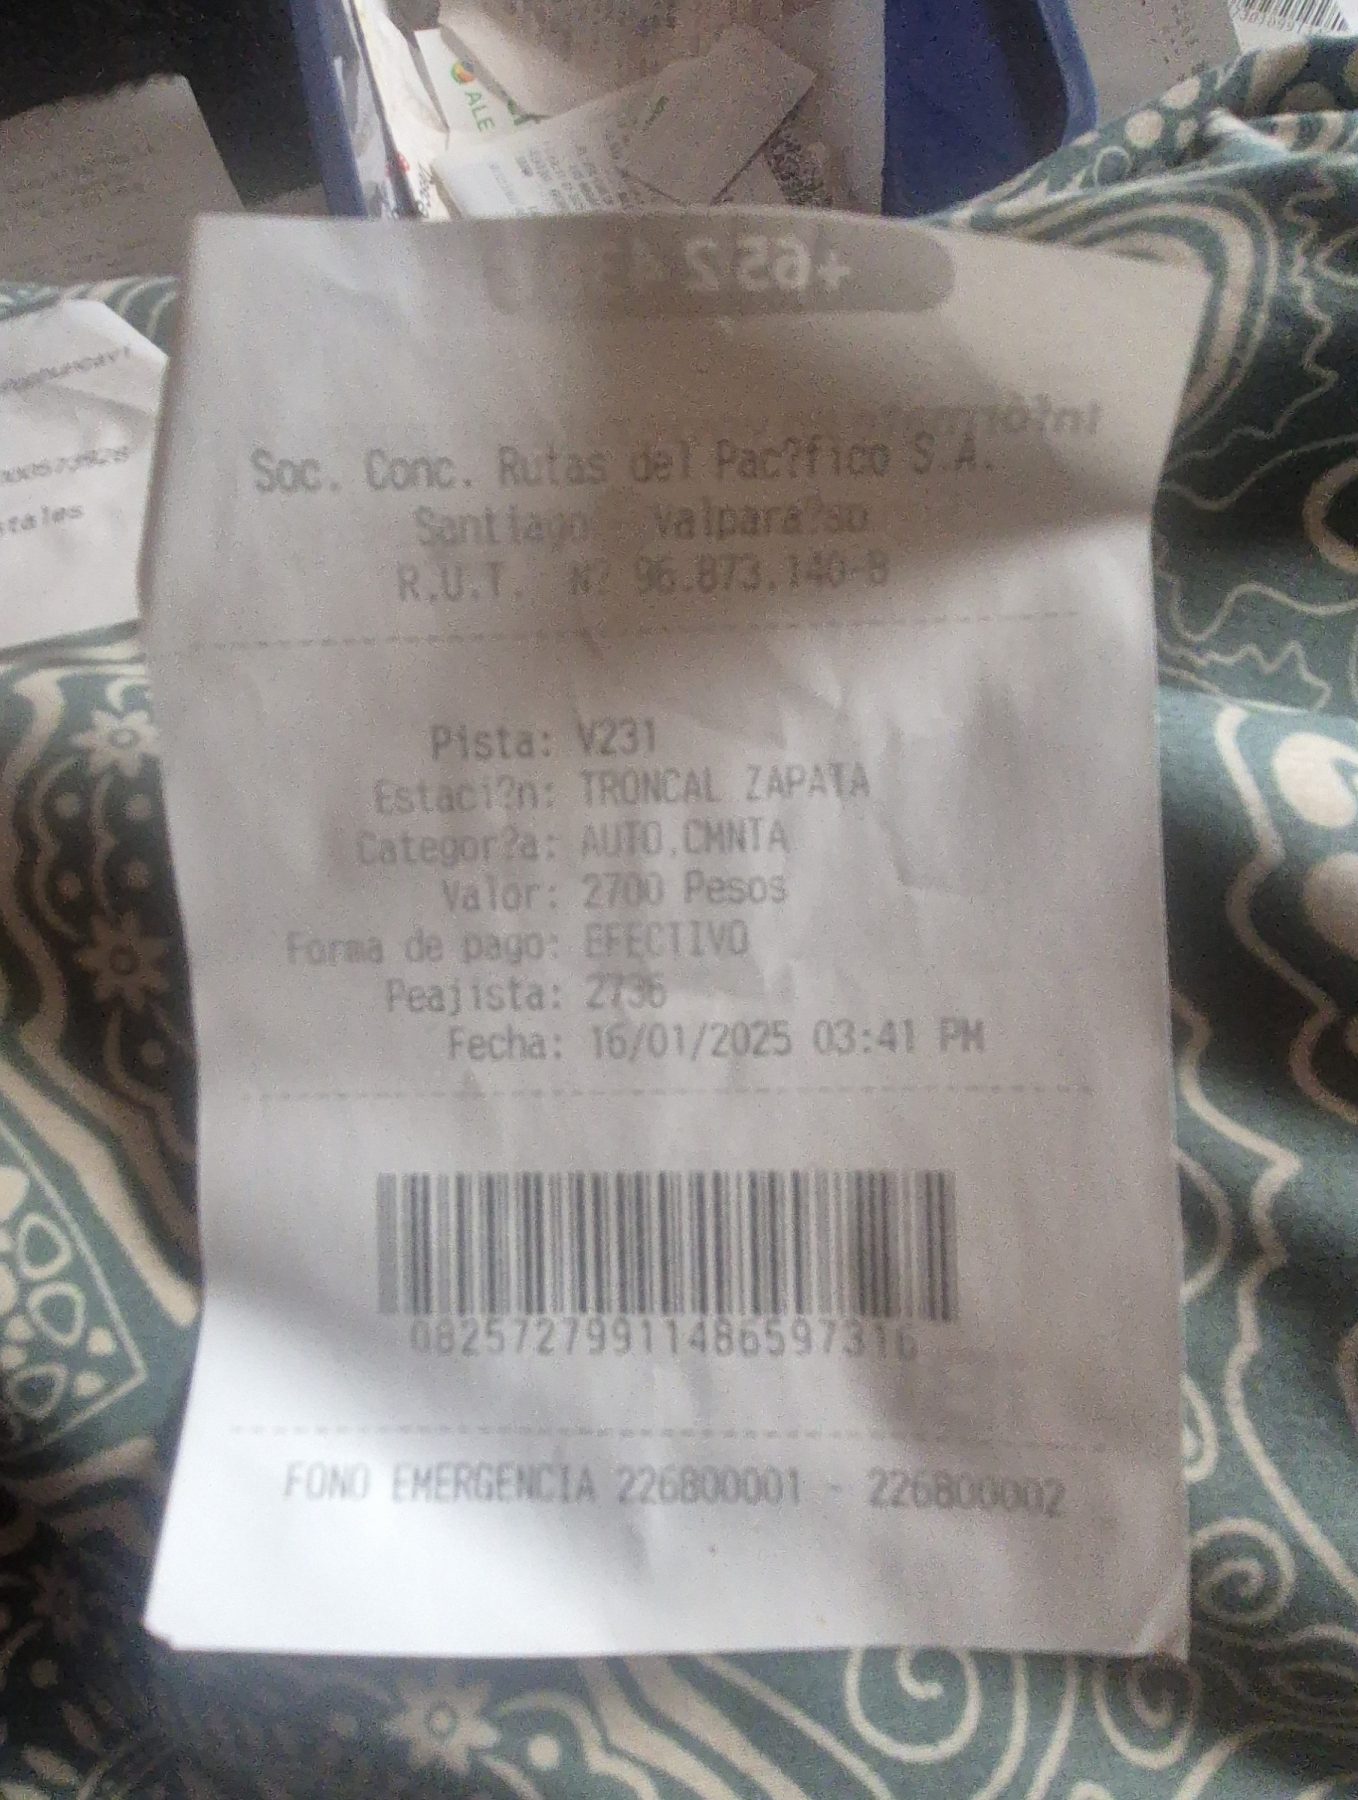 ALE
Soc. Conc. Rutas del Pac?fico S.A.
Santiago Valpara?so
R.U.T. N? 96.873.140-8
Pista: V231
Estaci?n: TRONCAL ZAPATA
Categor?a: AUTO,CMNTA
Valor: 2700 Pesos
Forma de pago: EFECTIVO
Peajista: 2736
Fecha: 16/01/2025 03:41 PM
08257279911486597316
FONO EMERGENCIA 226800001 - 226800002